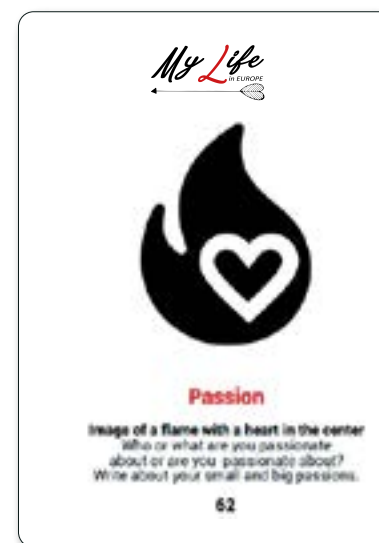 My Life
in EUROPE
Passion
Image of a flame with a heart in the center
Who or what are you passionate
about or are you passionate about?
Write about your small and big passions.
62